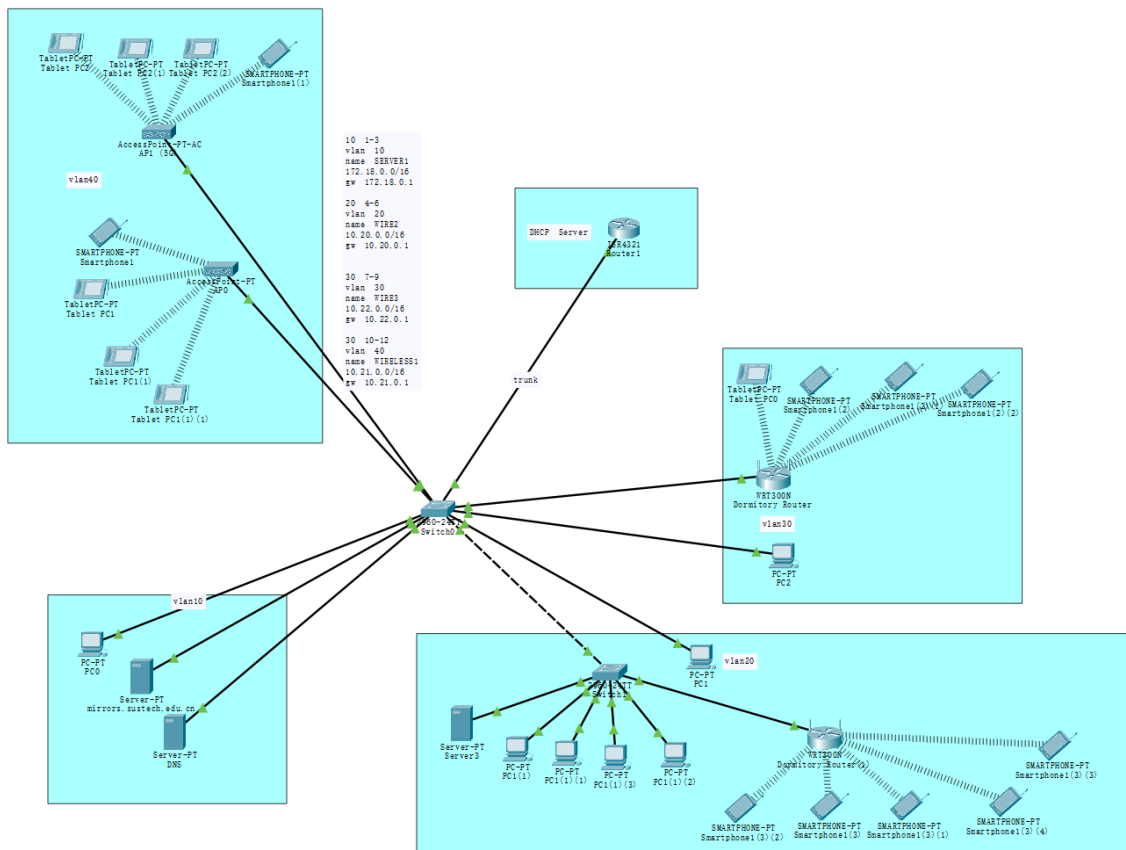 TabletPC-PT
Tablet PC2
TabletPC-PT
Tablet PC2(1)
TabletPC-PT
Tablet PC2(2)
SMARTPHONE-PT
Smartphone1(1)
AccessPoint-PT-AC
AP1 (5G)
vlan40
SMARTPHONE-PT
Smartphone1
AccessPoint-PT
AP0
TabletPC-PT
Tablet PC1
TabletPC-PT
Tablet PC1(1)
TabletPC-PT
Tablet PC1(1)(1)
10 1-3
vlan 10
name SERVER1
172.18.0.0/16
gw 172.18.0.1
20 4-6
vlan 20
name WIRE2
10.20.0.0/16
gw 10.20.0.1
30 7-9
vlan 30
name WIRE3
10.22.0.0/16
gw 10.22.0.1
30 10-12
vlan 40
name WIRELESS1
10.21.0.0/16
gw 10.21.0.1
DHCP Server
ISR4321
Router1
trunk
TabletPC-PT
Tablet PC0
SMARTPHONE-PT
Smartphone1(2)
SMARTPHONE-PT
SMARTPHONE-PT
Smartphone1(2)(2)
WRT300N
Dormitory Router
vlan30
PC-PT
PC2
2960-24TT
Switch0
vlan10
PC-PT
PC0
Server-PT
mirrors.sustech.edu.cn
Server-PT
DNS
vlan20
PC-PT
PC1
2960-24TT
Switch1
Server-PT
Server3
PC-PT
PC1(1)
PC-PT
PC1(1)(1)
PC-PT
PC1(1)(3)
PC-PT
PC1(1)(2)
WRT300N
Dormitory Router(1)
SMARTPHONE-PT
Smartphone1(3)(3)
SMARTPHONE-PT
Smartphone1(3)(2)
SMARTPHONE-PT
Smartphone1(3)
SMARTPHONE-PT
Smartphone1(3)(1)
SMARTPHONE-PT
Smartphone1(3)(4)